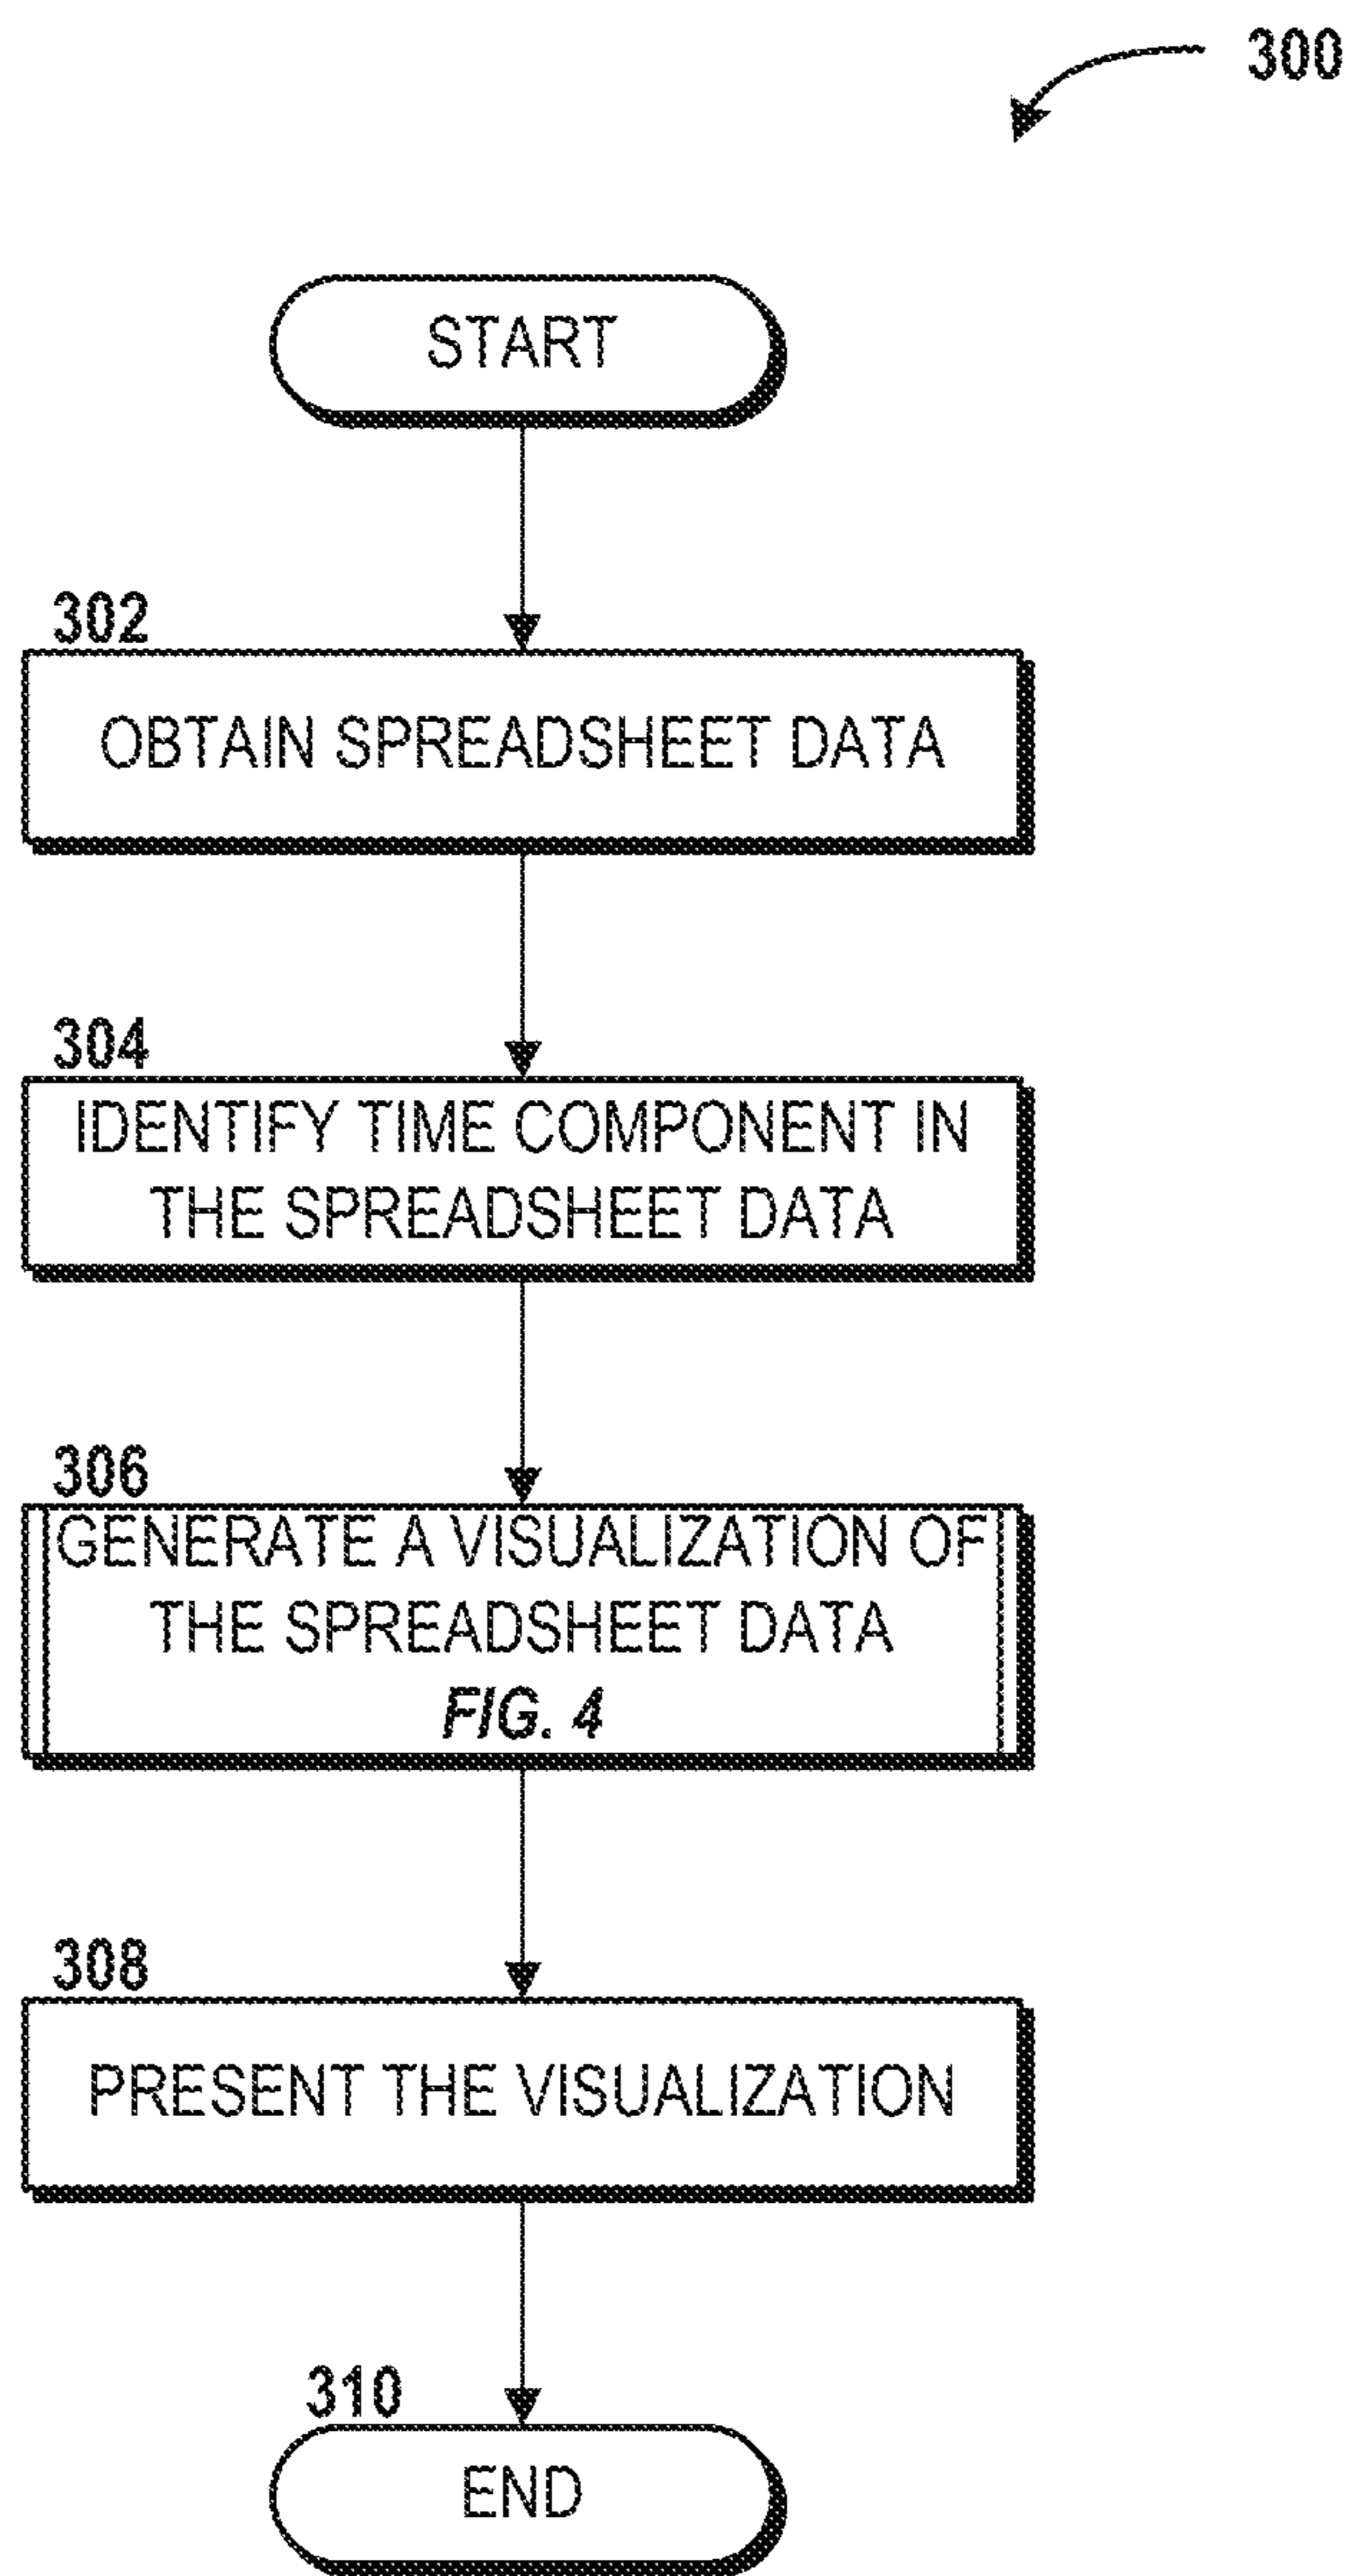 300
START
302
OBTAIN SPREADSHEET DATA
304
IDENTIFY TIME COMPONENT IN
THE SPREADSHEET DATA
306
GENERATE A VISUALIZATION OF
THE SPREADSHEET DATA
FIG. 4
308
PRESENT THE VISUALIZATION
310
END